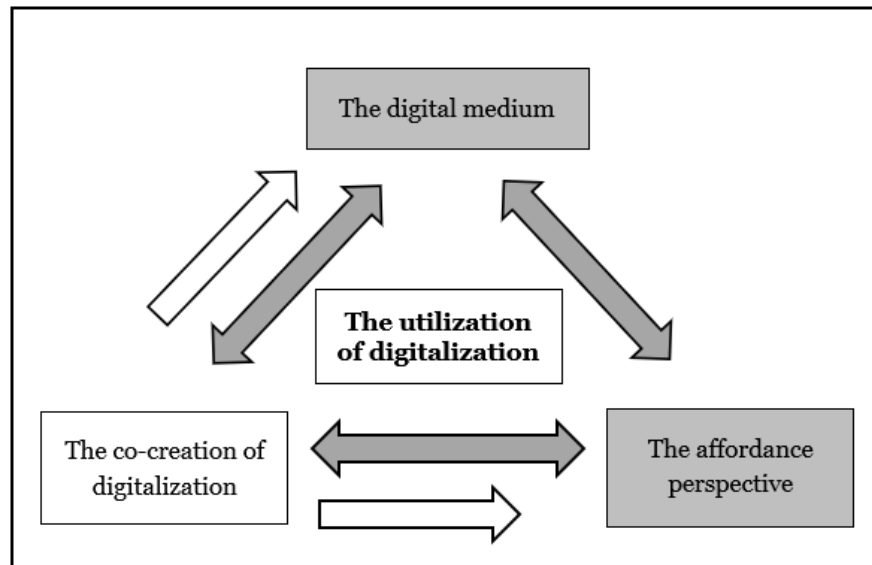 The digital medium
The utilization
of digitalization
The co-creation of
digitalization
The affordance
perspective